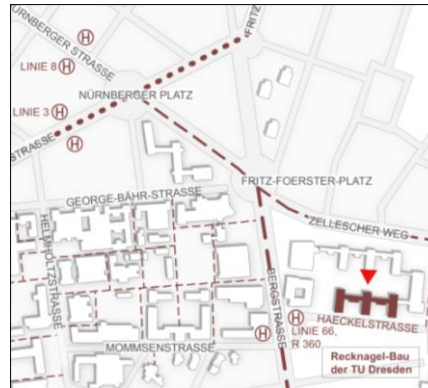 NÜRNBERGER STRASSE
FRITZ
LINIE 8 H
H
NÜRNBERGER PLATZ
LINIE 3 H
H
STRASSE
FRITZ-FOERSTER-PLATZ
GEORGE-BÄHR-STRASSE
ZELLESCHER WEG
HELMHOLTZSTRASSE
BERGSTRASSE
HAECKELSTRASSE
H
LINIE 66,
R 360
H
MOMMSENSTRASSE
Recknagel-Bau
der TU Dresden